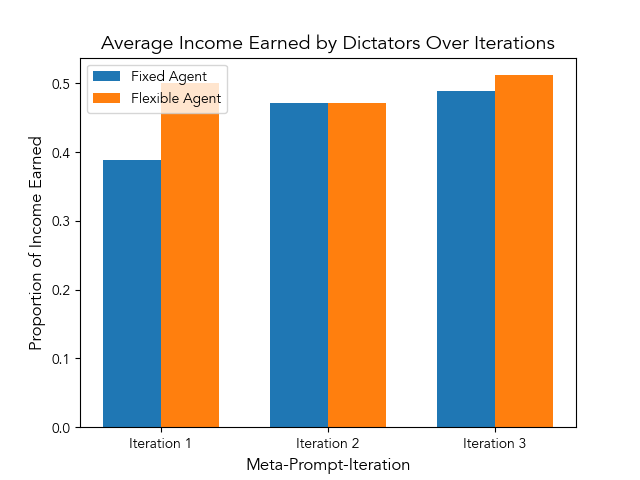 Average Income Earned by Dictators Over Iterations
Fixed Agent
Flexible Agent
Proportion of Income Earned
0.5
0.4
0.3
0.2
0.1
0.0
Iteration 1
Iteration 2
Iteration 3
Meta-Prompt-Iteration